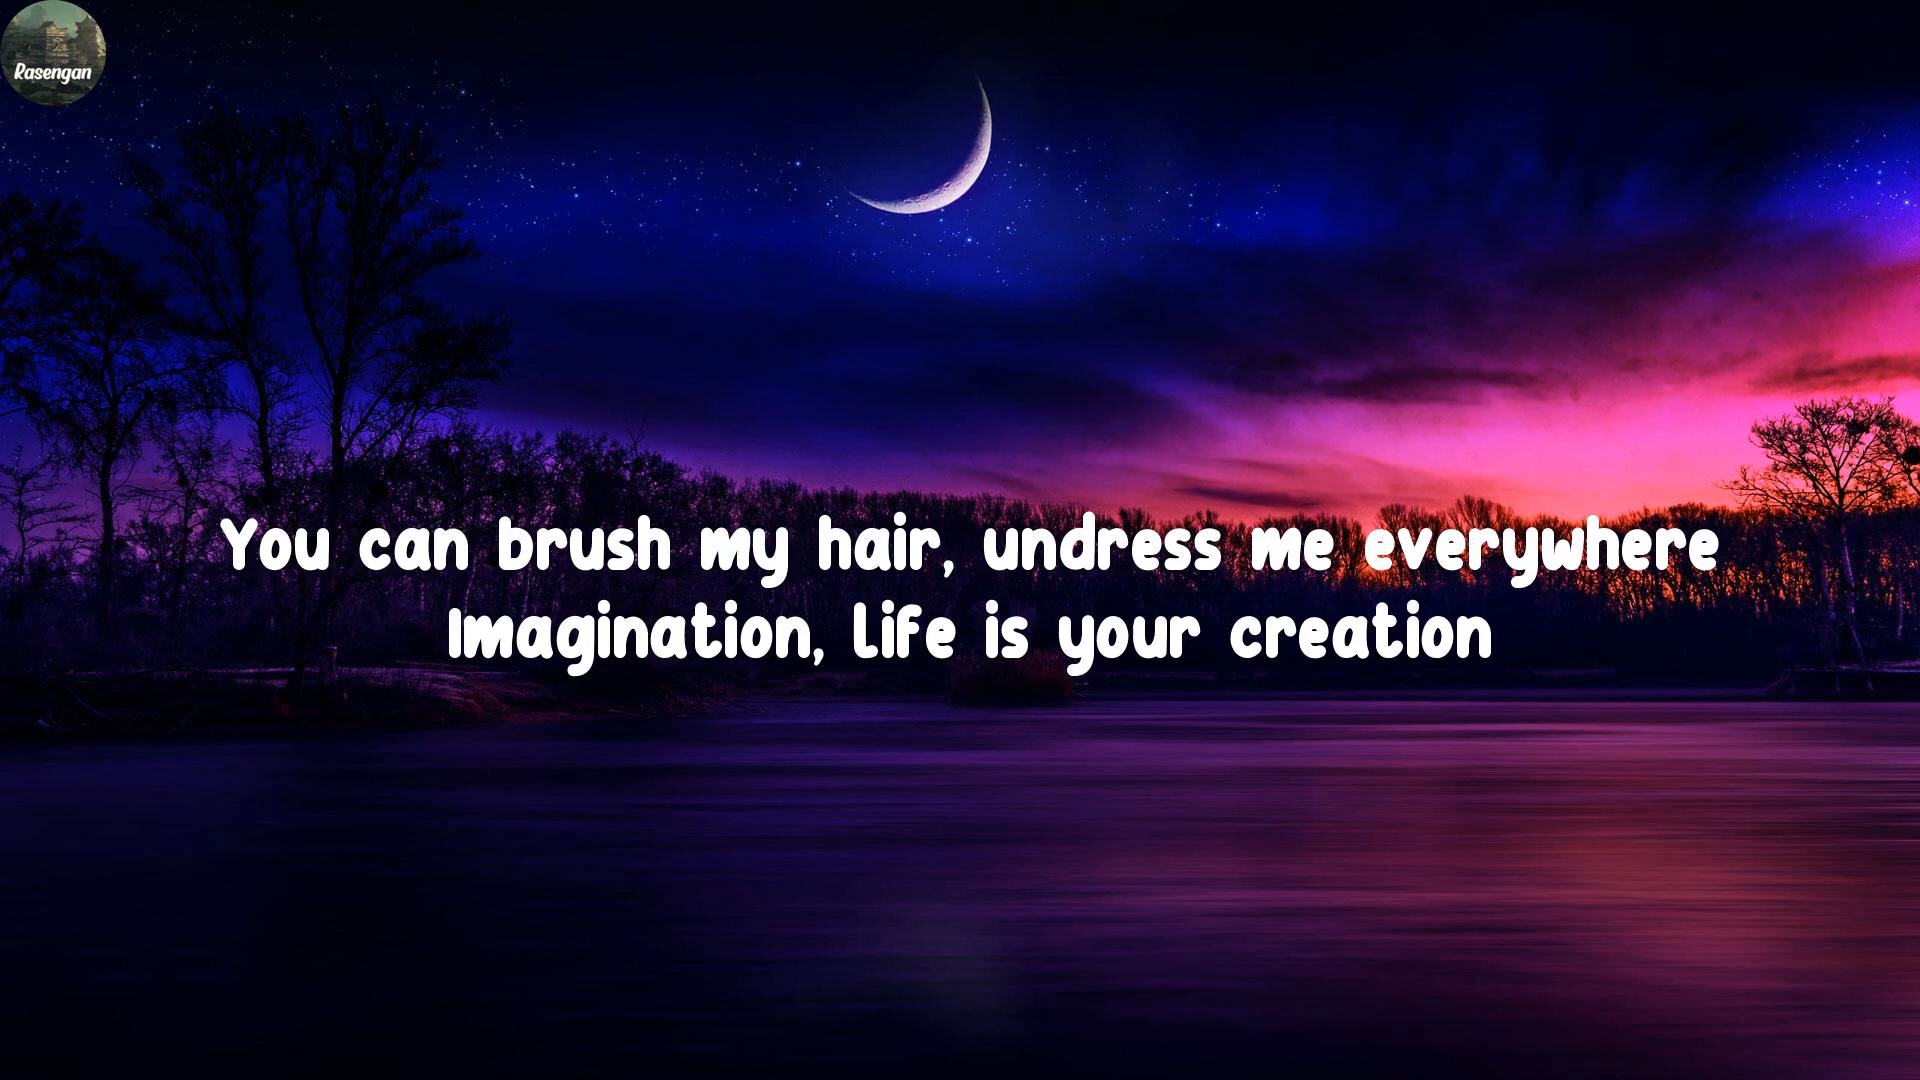 Rasengan
You can brush my hair, undress me everywhere
Imagination, life is your creation